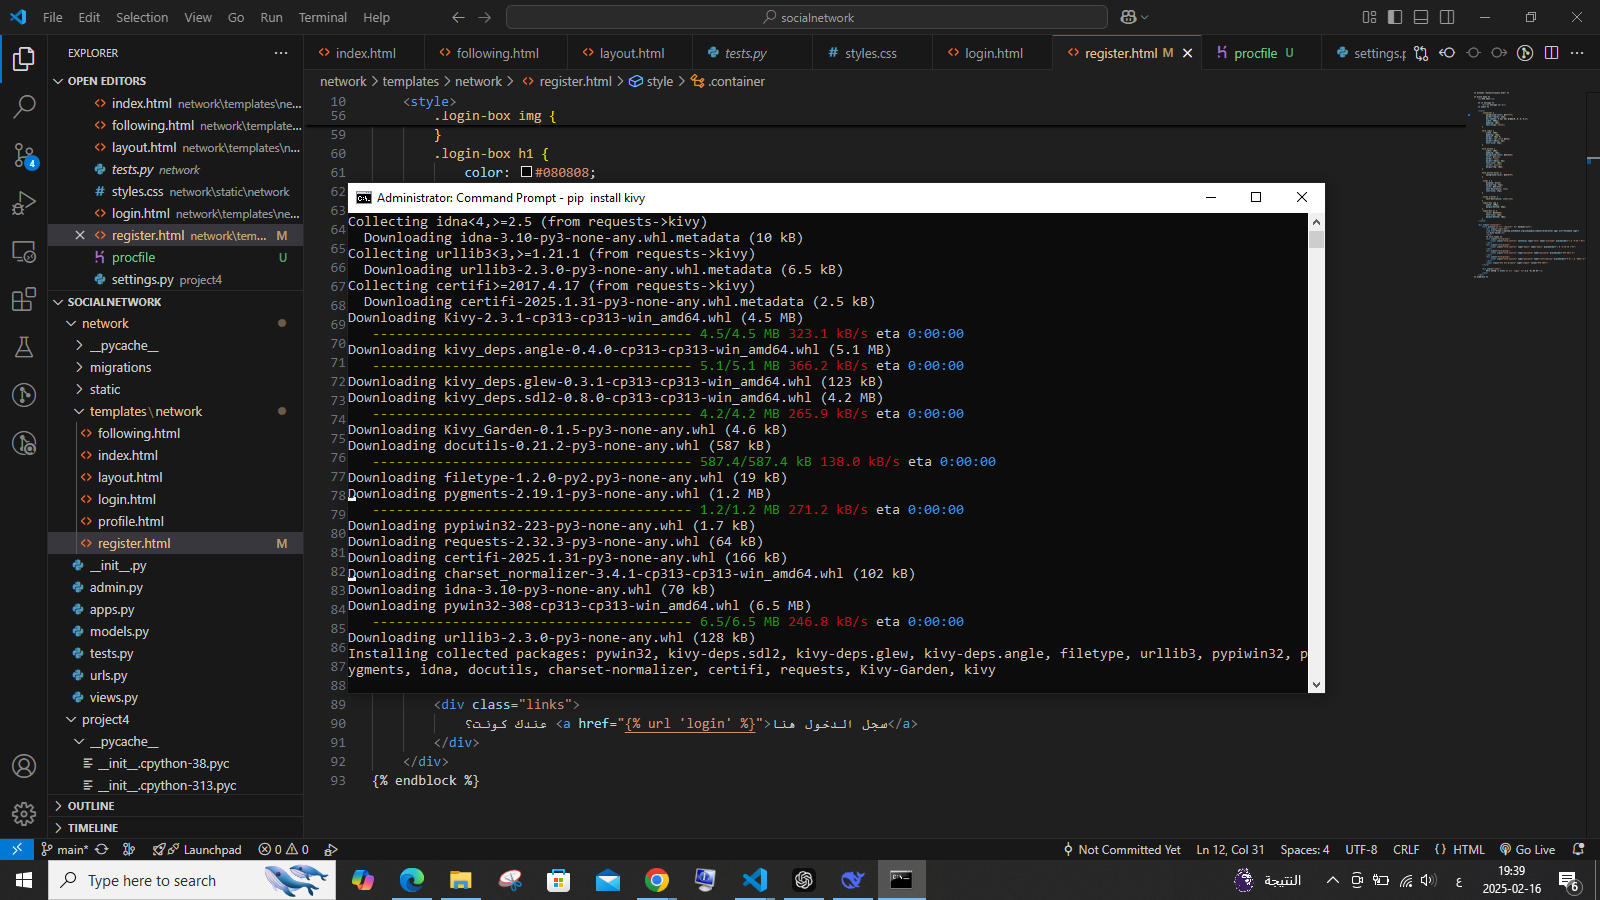 File Edit Selection View Go Run Terminal Help
socialnetwork
EXPLORER
OPEN EDITORS
index.html network\templates\ne...
following.html network\template...
layout.html network\templates\n...
tests.py network
styles.css network\static\network
login.html network\templates\ne...
register.html network\tem... M
procfile U
settings.py project4
SOCIALNETWORK
network
__pycache__
migrations
static
templates\network
following.html
index.html
layout.html
login.html
profile.html
register.html M
__init__.py
admin.py
apps.py
models.py
tests.py
urls.py
views.py
project4
__pycache__
__init__.cpython-38.pyc
__init__.cpython-313.pyc
OUTLINE
TIMELINE
index.html following.html layout.html tests.py styles.css login.html register.html M procfile U settings.p
network > templates > network > register.html > style > .container
10 <style>
56 .login-box img {
59 }
60 .login-box h1 {
61 color: #080808;
62
63
64
65
66
67
68
69
70
71
72
73
74
75
76
77
78
79
80
81
82
83
84
85
86
87
88
Administrator: Command Prompt - pip install kivy
Collecting idna<4,>=2.5 (from requests->kivy)
Downloading idna-3.10-py3-none-any.whl.metadata (10 kB)
Collecting urllib3<3,>=1.21.1 (from requests->kivy)
Downloading urllib3-2.3.0-py3-none-any.whl.metadata (6.5 kB)
Collecting certifi>=2017.4.17 (from requests->kivy)
Downloading certifi-2025.1.31-py3-none-any.whl.metadata (2.5 kB)
Downloading Kivy-2.3.1-cp313-cp313-win_amd64.whl (4.5 MB)
---------------------------------------- 4.5/4.5 MB 323.1 kB/s eta 0:00:00
Downloading kivy_deps.angle-0.4.0-cp313-cp313-win_amd64.whl (5.1 MB)
---------------------------------------- 5.1/5.1 MB 366.2 kB/s eta 0:00:00
Downloading kivy_deps.glew-0.3.1-cp313-cp313-win_amd64.whl (123 kB)
Downloading kivy_deps.sdl2-0.8.0-cp313-cp313-win_amd64.whl (4.2 MB)
---------------------------------------- 4.2/4.2 MB 265.9 kB/s eta 0:00:00
Downloading Kivy_Garden-0.1.5-py3-none-any.whl (4.6 kB)
Downloading docutils-0.21.2-py3-none-any.whl (587 kB)
---------------------------------------- 587.4/587.4 kB 138.0 kB/s eta 0:00:00
Downloading filetype-1.2.0-py2.py3-none-any.whl (19 kB)
Downloading pygments-2.19.1-py3-none-any.whl (1.2 MB)
---------------------------------------- 1.2/1.2 MB 271.2 kB/s eta 0:00:00
Downloading pypiwin32-223-py3-none-any.whl (1.7 kB)
Downloading requests-2.32.3-py3-none-any.whl (64 kB)
Downloading certifi-2025.1.31-py3-none-any.whl (166 kB)
Downloading charset_normalizer-3.4.1-cp313-cp313-win_amd64.whl (102 kB)
Downloading idna-3.10-py3-none-any.whl (70 kB)
Downloading pywin32-308-cp313-cp313-win_amd64.whl (6.5 MB)
---------------------------------------- 6.5/6.5 MB 246.8 kB/s eta 0:00:00
Downloading urllib3-2.3.0-py3-none-any.whl (128 kB)
Installing collected packages: pywin32, kivy-deps.sdl2, kivy-deps.glew, kivy-deps.angle, filetype, urllib3, pypiwin32, p
ygments, idna, docutils, charset-normalizer, certifi, requests, Kivy-Garden, kivy
89 <div class="links">
90 عندك كونت؟ <a href="{% url 'login' %}">سجل الدخول هنا</a>
91 </div>
92 </div>
93 {% endblock %}
4
main* Launchpad 0 0 Not Committed Yet Ln 12, Col 31 Spaces: 4 UTF-8 CRLF {} HTML Go Live
Type here to search
النتيجة
ع
19:39
2025-02-16
6